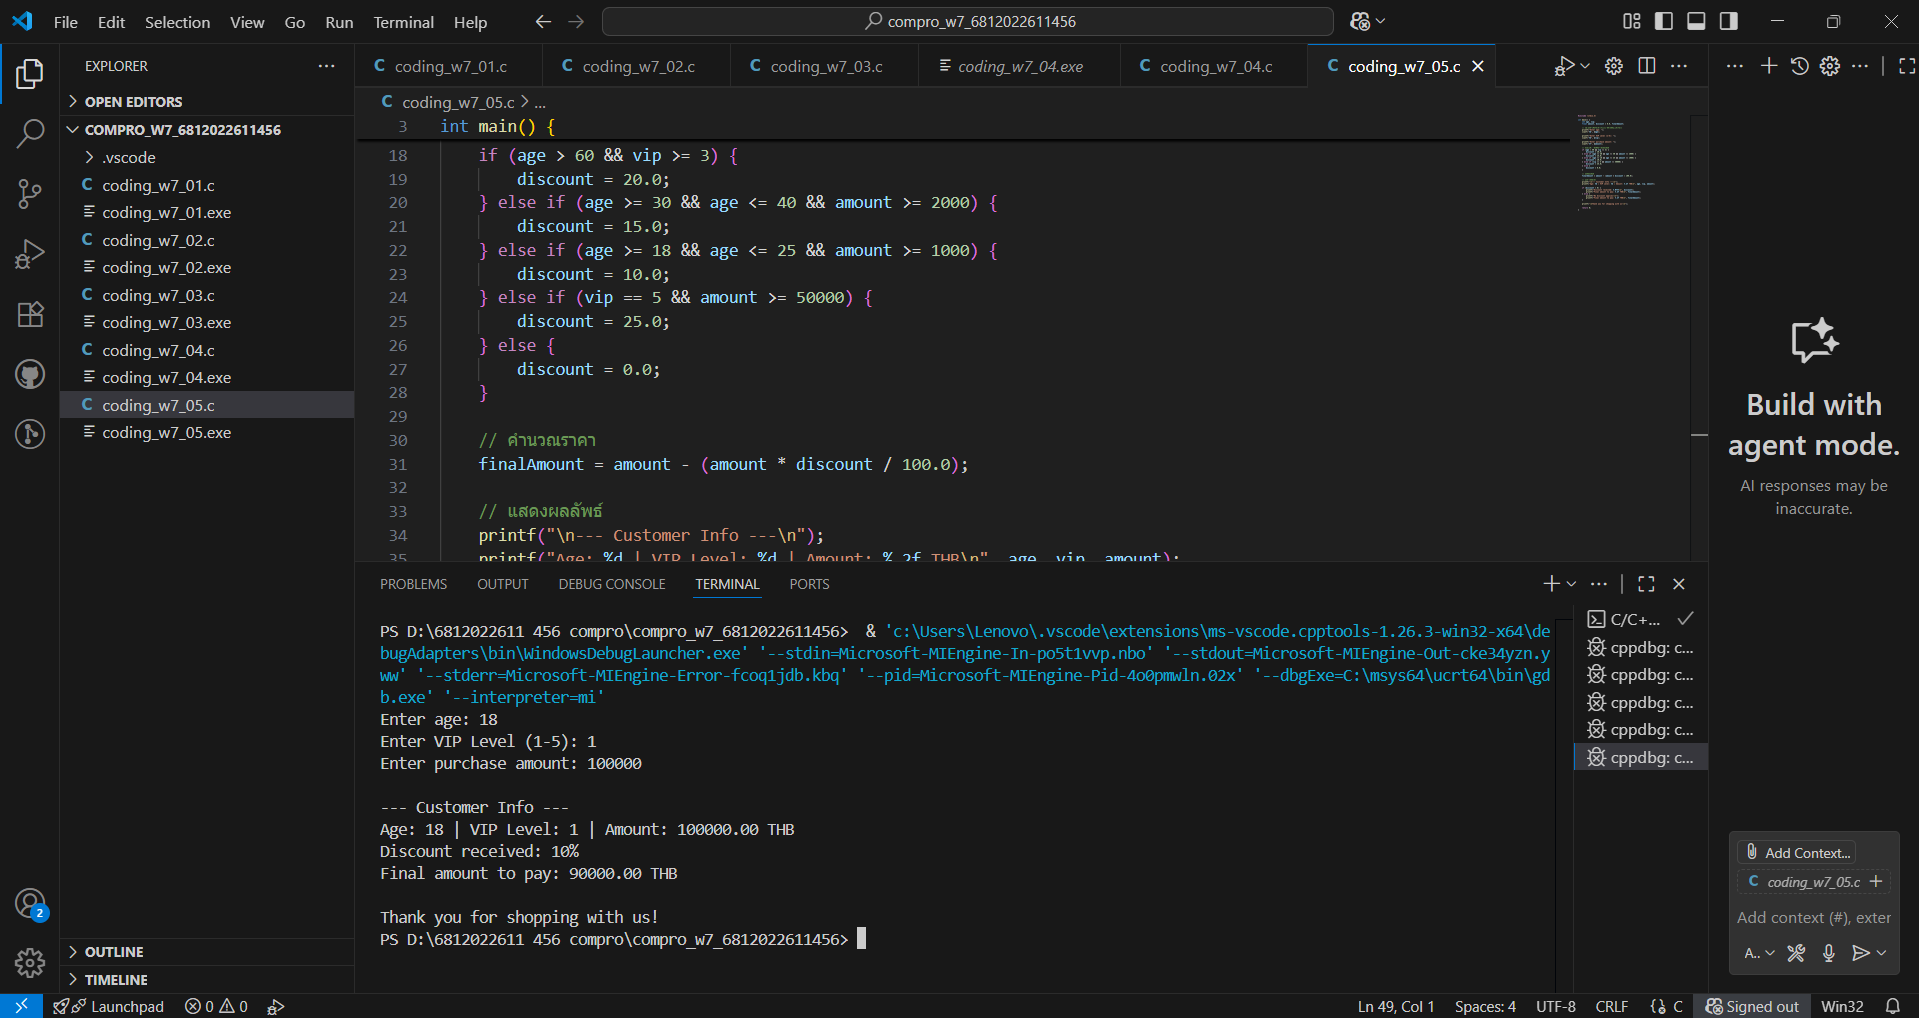 File Edit Selection View Go Run Terminal Help
compro_w7_6812022611456
EXPLORER
OPEN EDITORS
COMPRO_W7_6812022611456
.vscode
C coding_w7_01.c
coding_w7_01.exe
C coding_w7_02.c
coding_w7_02.exe
C coding_w7_03.c
coding_w7_03.exe
C coding_w7_04.c
coding_w7_04.exe
C coding_w7_05.c
coding_w7_05.exe
OUTLINE
TIMELINE
2
C coding_w7_01.c C coding_w7_02.c C coding_w7_03.c coding_w7_04.exe C coding_w7_04.c C coding_w7_05.c
C coding_w7_05.c > ...
3 int main() {
18 if (age > 60 && vip >= 3) {
19 discount = 20.0;
20 } else if (age >= 30 && age <= 40 && amount >= 2000) {
21 discount = 15.0;
22 } else if (age >= 18 && age <= 25 && amount >= 1000) {
23 discount = 10.0;
24 } else if (vip == 5 && amount >= 50000) {
25 discount = 25.0;
26 } else {
27 discount = 0.0;
28 }
29
30 // คำนวณราคา
31 finalAmount = amount - (amount * discount / 100.0);
32
33 // แสดงผลลัพธ์
34 printf("\n--- Customer Info ---\n");
35 printf("Age: %d | VIP Level: %d | Amount: %.2f THB\n", age, vip, amount);
PROBLEMS OUTPUT DEBUG CONSOLE TERMINAL PORTS
PS D:\6812022611 456 compro\compro_w7_6812022611456> & 'c:\Users\Lenovo\.vscode\extensions\ms-vscode.cpptools-1.26.3-win32-x64\de
bugAdapters\bin\WindowsDebugLauncher.exe' '--stdin=Microsoft-MIEngine-In-po5t1vvp.nbo' '--stdout=Microsoft-MIEngine-Out-cke34yzn.y
ww' '--stderr=Microsoft-MIEngine-Error-fcoq1jdb.kbq' '--pid=Microsoft-MIEngine-Pid-4o0pmwln.02x' '--dbgExe=C:\msys64\ucrt64\bin\gd
b.exe' '--interpreter=mi'
Enter age: 18
Enter VIP Level (1-5): 1
Enter purchase amount: 100000
--- Customer Info ---
Age: 18 | VIP Level: 1 | Amount: 100000.00 THB
Discount received: 10%
Final amount to pay: 90000.00 THB
Thank you for shopping with us!
PS D:\6812022611 456 compro\compro_w7_6812022611456>
C/C+...
cppdbg: c...
cppdbg: c...
cppdbg: c...
cppdbg: c...
cppdbg: c...
Build with
agent mode.
AI responses may be
inaccurate.
Add Context...
C coding_w7_05.c +
Add context (#), exter
A..
Launchpad 0 0 Ln 49, Col 1 Spaces: 4 UTF-8 CRLF {} C Signed out Win32